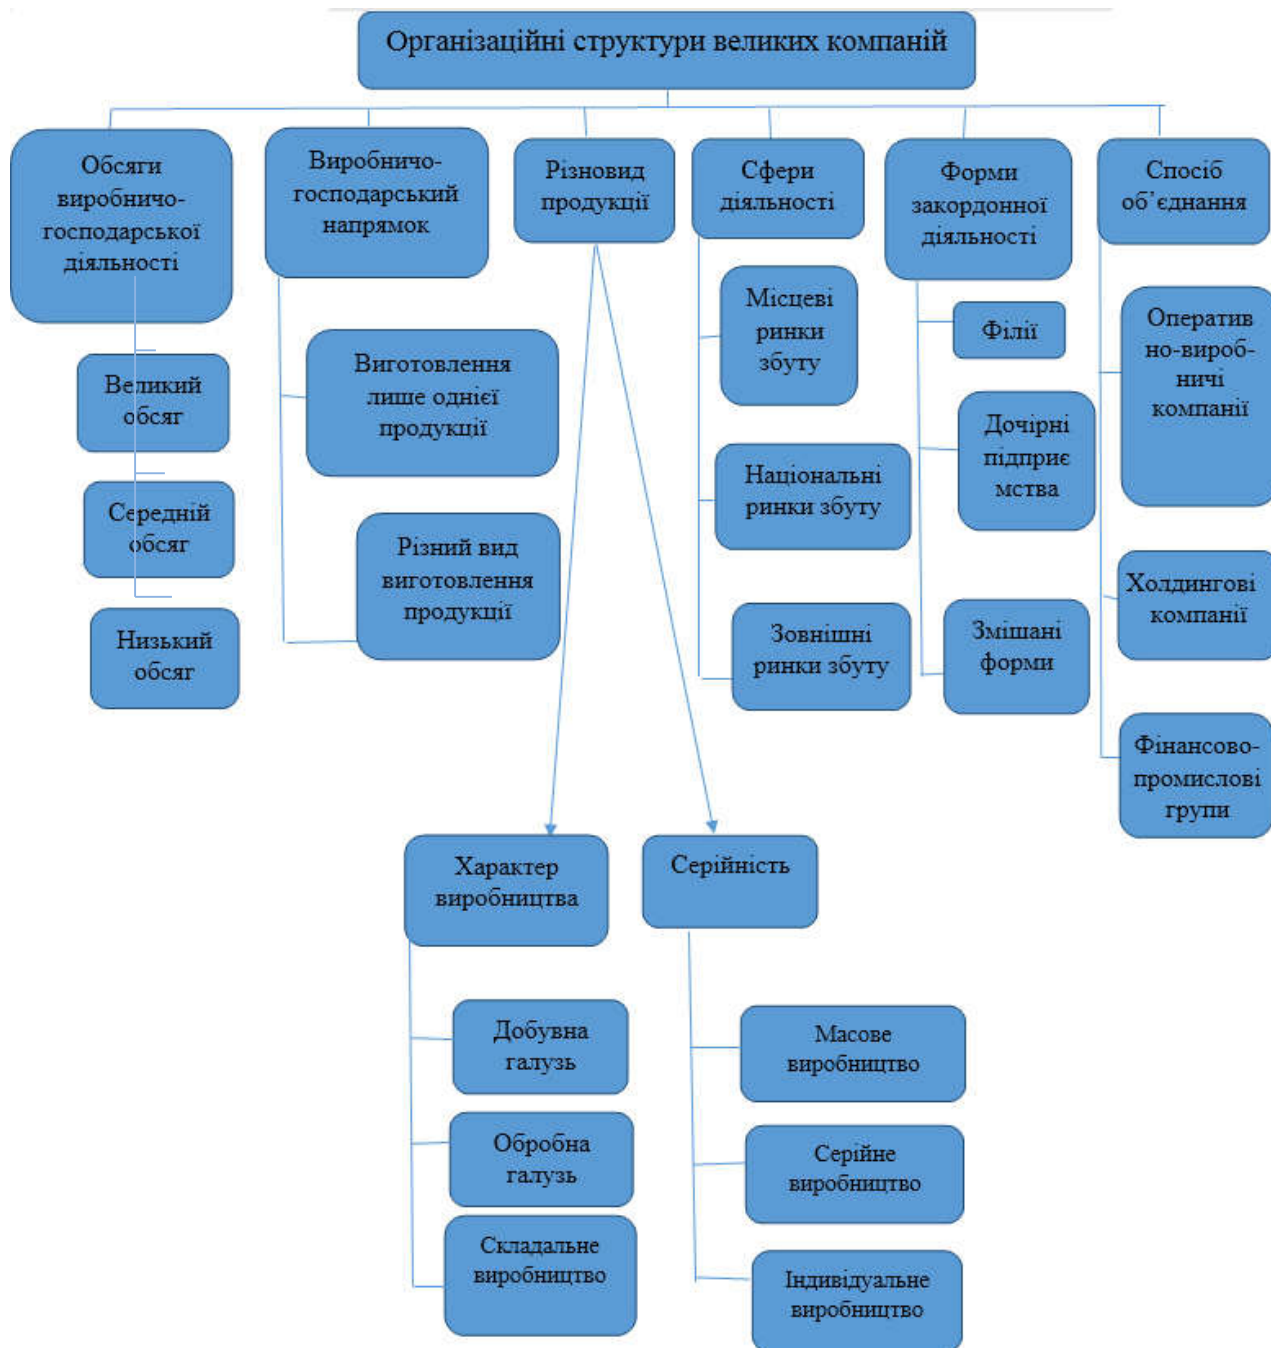 Організаційні структури великих компаній
Обсяги
виробничо-
господарської
діяльності
Виробничо-
господарський
напрямок
Різновид
продукції
Сфери
діяльності
Форми
закордонної
діяльності
Спосіб
об’єднання
Великий
обсяг
Середній
обсяг
Низький
обсяг
Виготовлення
лише однієї
продукції
Різний вид
виготовлення
продукції
Місцеві
ринки
збуту
Національні
ринки збуту
Зовнішні
ринки збуту
Філії
Дочірні
підприє
мства
Змішані
форми
Оператив
но-вироб-
ничі
компанії
Холдингові
компанії
Фінансово-
промислові
групи
Характер
виробництва
Серійність
Добувна
галузь
Обробна
галузь
Складальне
виробництво
Масове
виробництво
Серійне
виробництво
Індивідуальне
виробництво